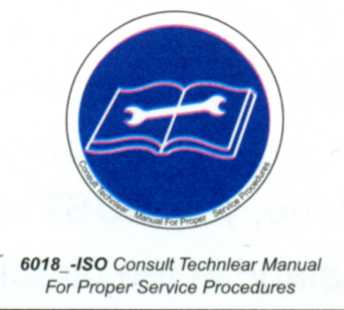 Consult Technlear Manual For Proper Service Procedures
6018_-ISO Consult Technlear Manual
For Proper Service Procedures